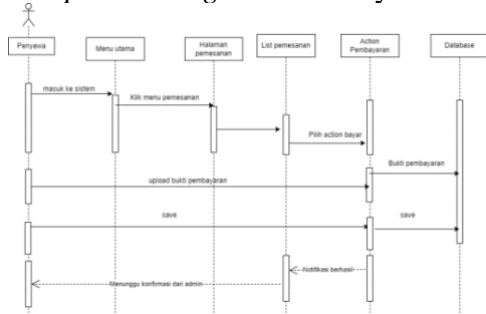 Penyewa
Menu utama
Halaman
pemesanan
List pemesanan
Action
Pembayaran
Database
masuk ke sistem
Klik menu pemesanan
Pilih action bayar
Bukti pembayaran
upload bukti pembayaran
save
save
Notifikasi berhasil
Menunggu konfirmasi dari admin